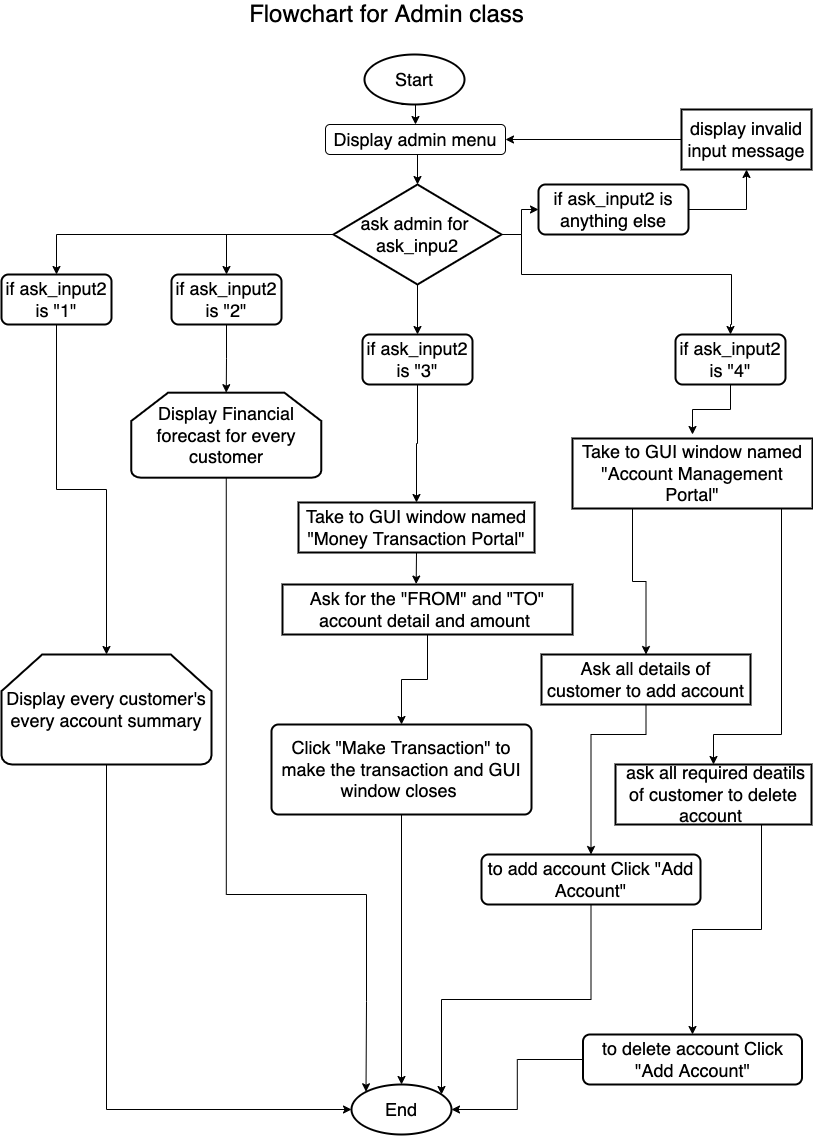 Flowchart for Admin class
Start
Display admin menu
display invalid
input message
if ask_input2 is
anything else
ask admin for
ask_inpu2
if ask_input2
is "1"
if ask_input2
is "2"
if ask_input2
is "3"
if ask_input2
is "4"
Display Financial
forecast for every
customer
Take to GUI window named
"Account Management
Portal"
Take to GUI window named
"Money Transaction Portal"
Ask for the "FROM" and "TO"
account detail and amount
Ask all details of
customer to add account
Display every customer's
every account summary
Click "Make Transaction" to
make the transaction and GUI
window closes
ask all required deatils
of customer to delete
account
to add account Click "Add
Account"
to delete account Click
"Add Account"
End